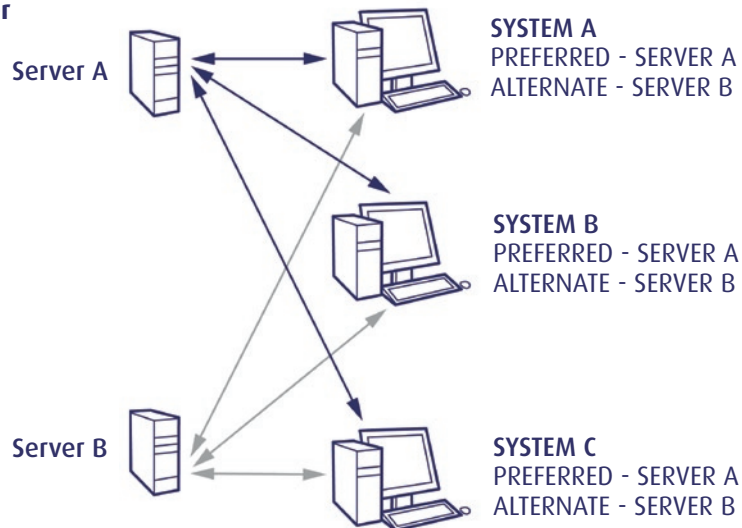 r
SYSTEM A
PREFERRED - SERVER A
ALTERNATE - SERVER B
Server A
SYSTEM B
PREFERRED - SERVER A
ALTERNATE - SERVER B
Server B
SYSTEM C
PREFERRED - SERVER A
ALTERNATE - SERVER B